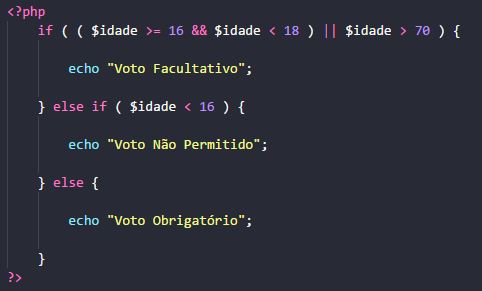 <?php
if ( ( $idade >= 16 && $idade < 18 ) || $idade > 70 ) {
echo "Voto Facultativo";
} else if ( $idade < 16 ) {
echo "Voto Não Permitido";
} else {
echo "Voto Obrigatório";
}
?>